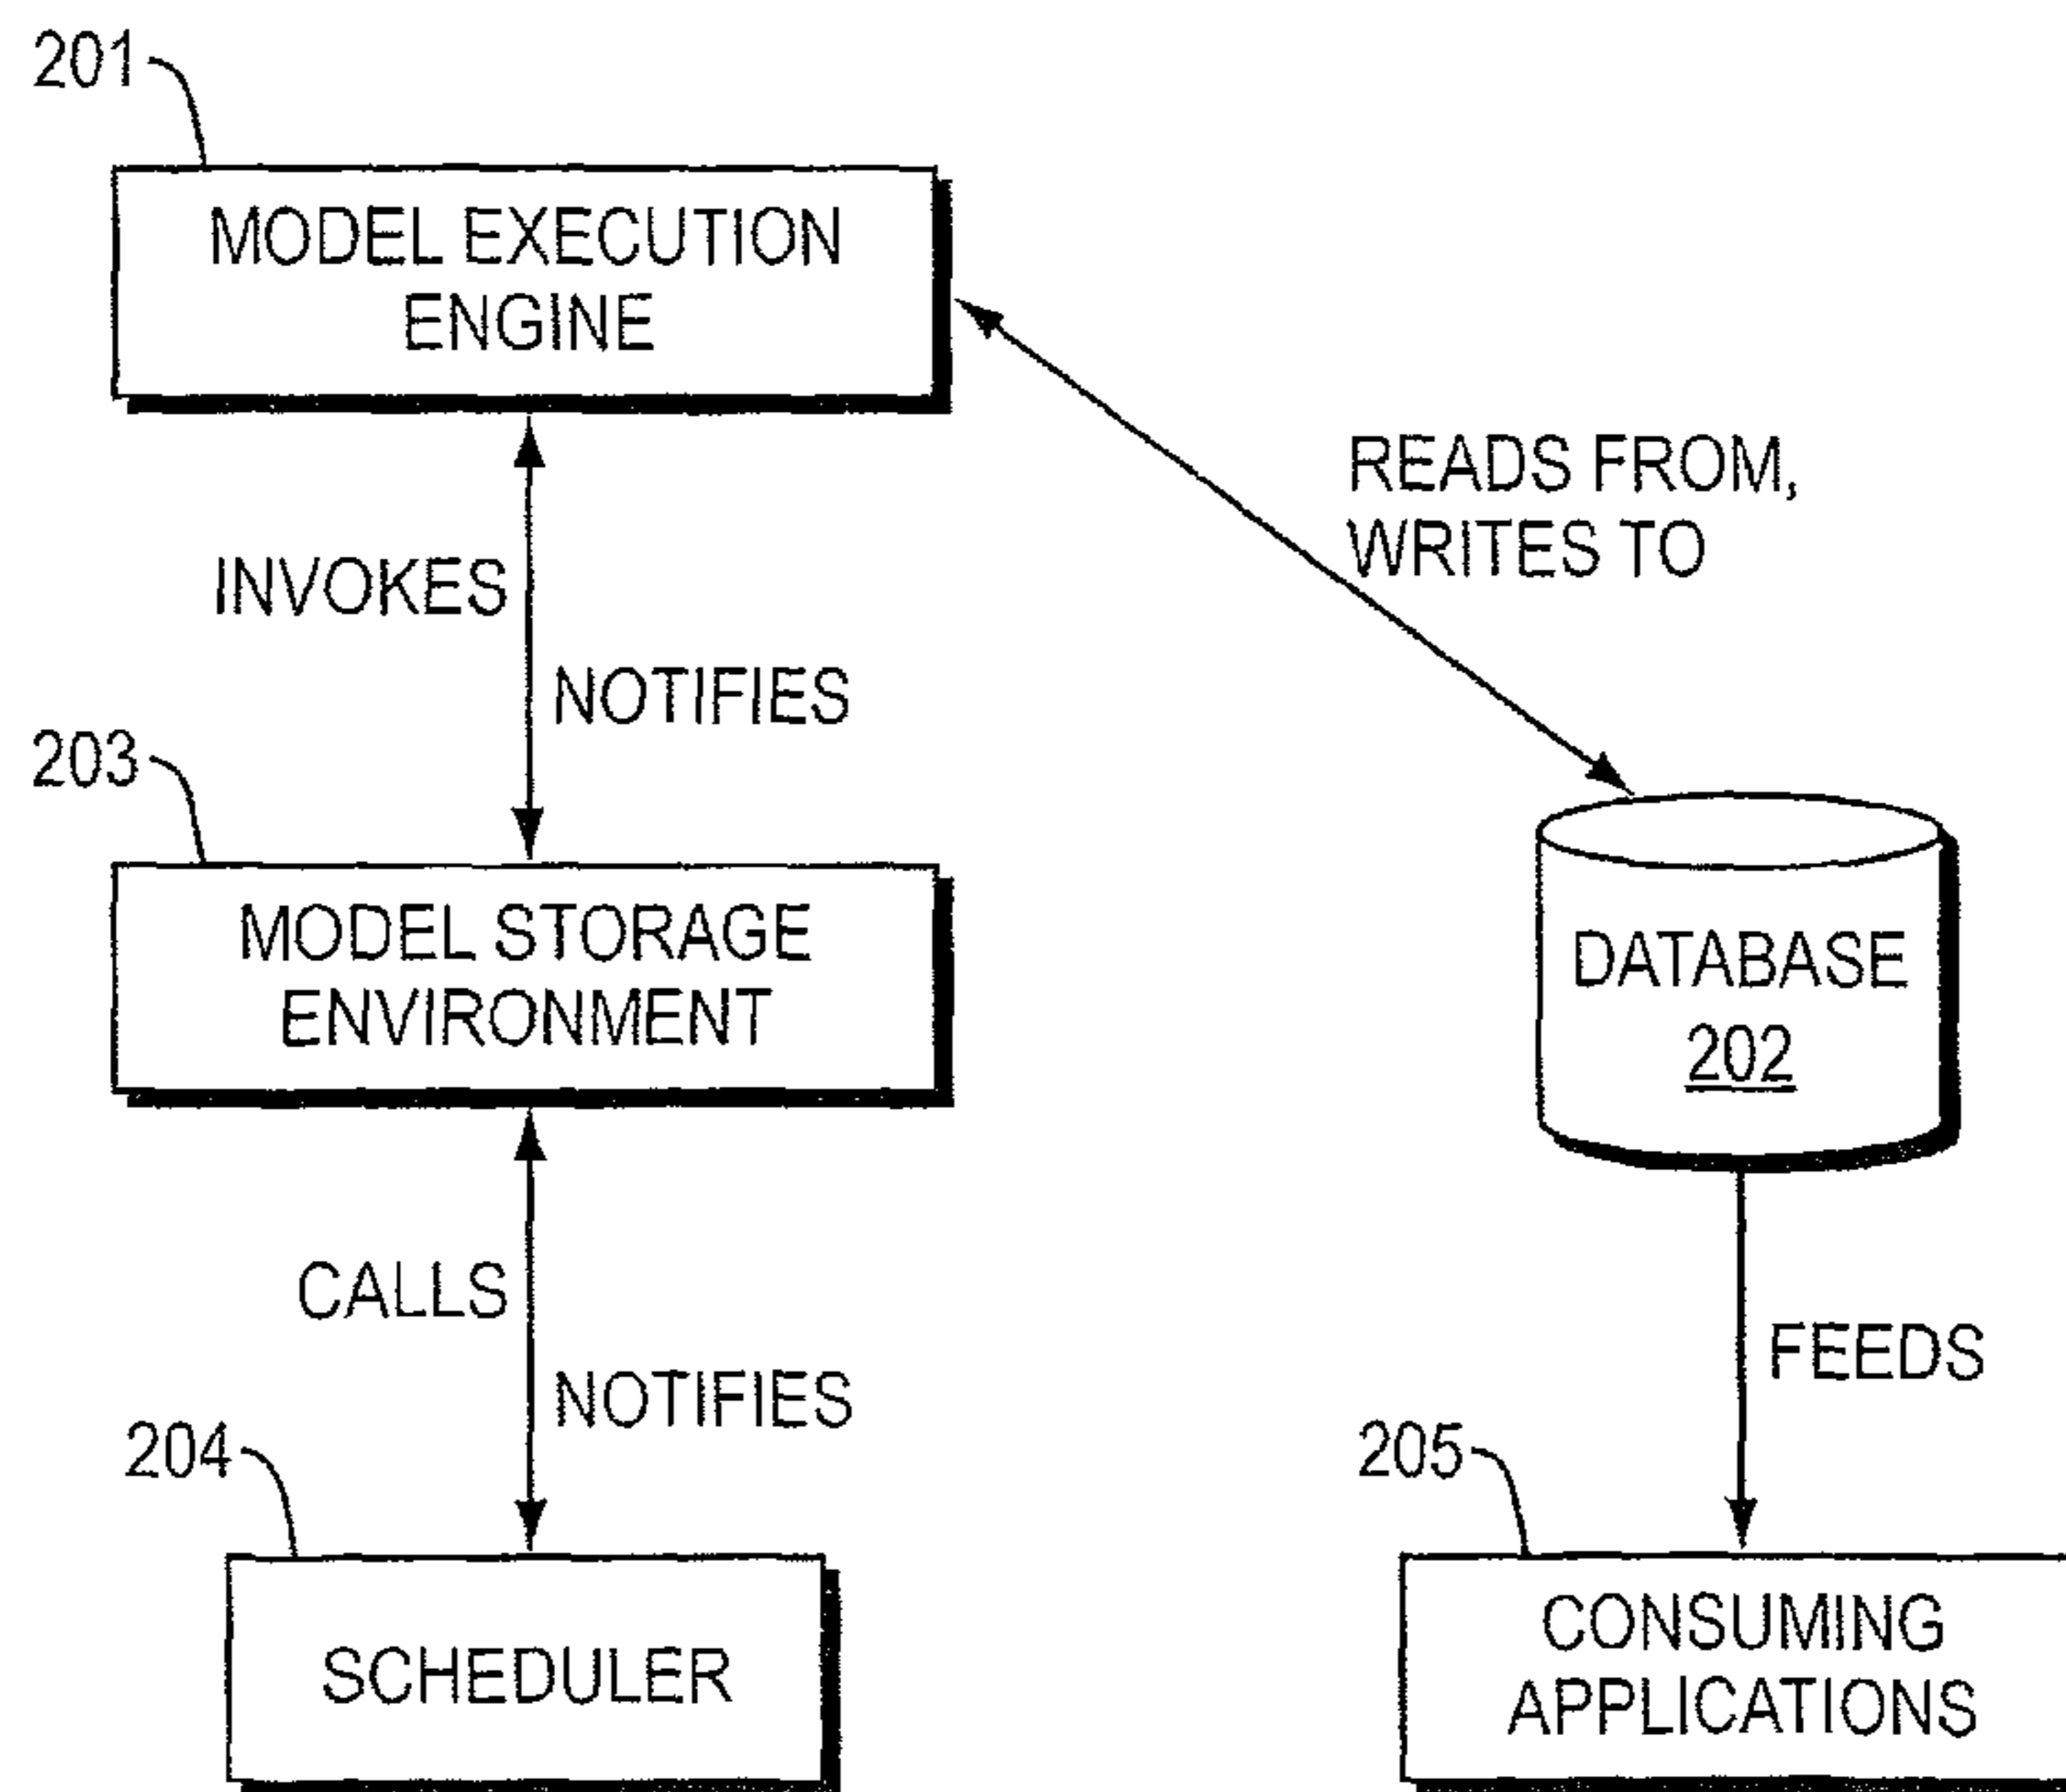 201
MODEL EXECUTION
ENGINE
READS FROM,
WRITES TO
INVOKES
NOTIFIES
203
MODEL STORAGE
ENVIRONMENT
DATABASE
202
CALLS
NOTIFIES
FEEDS
204
205
SCHEDULER
CONSUMING
APPLICATIONS